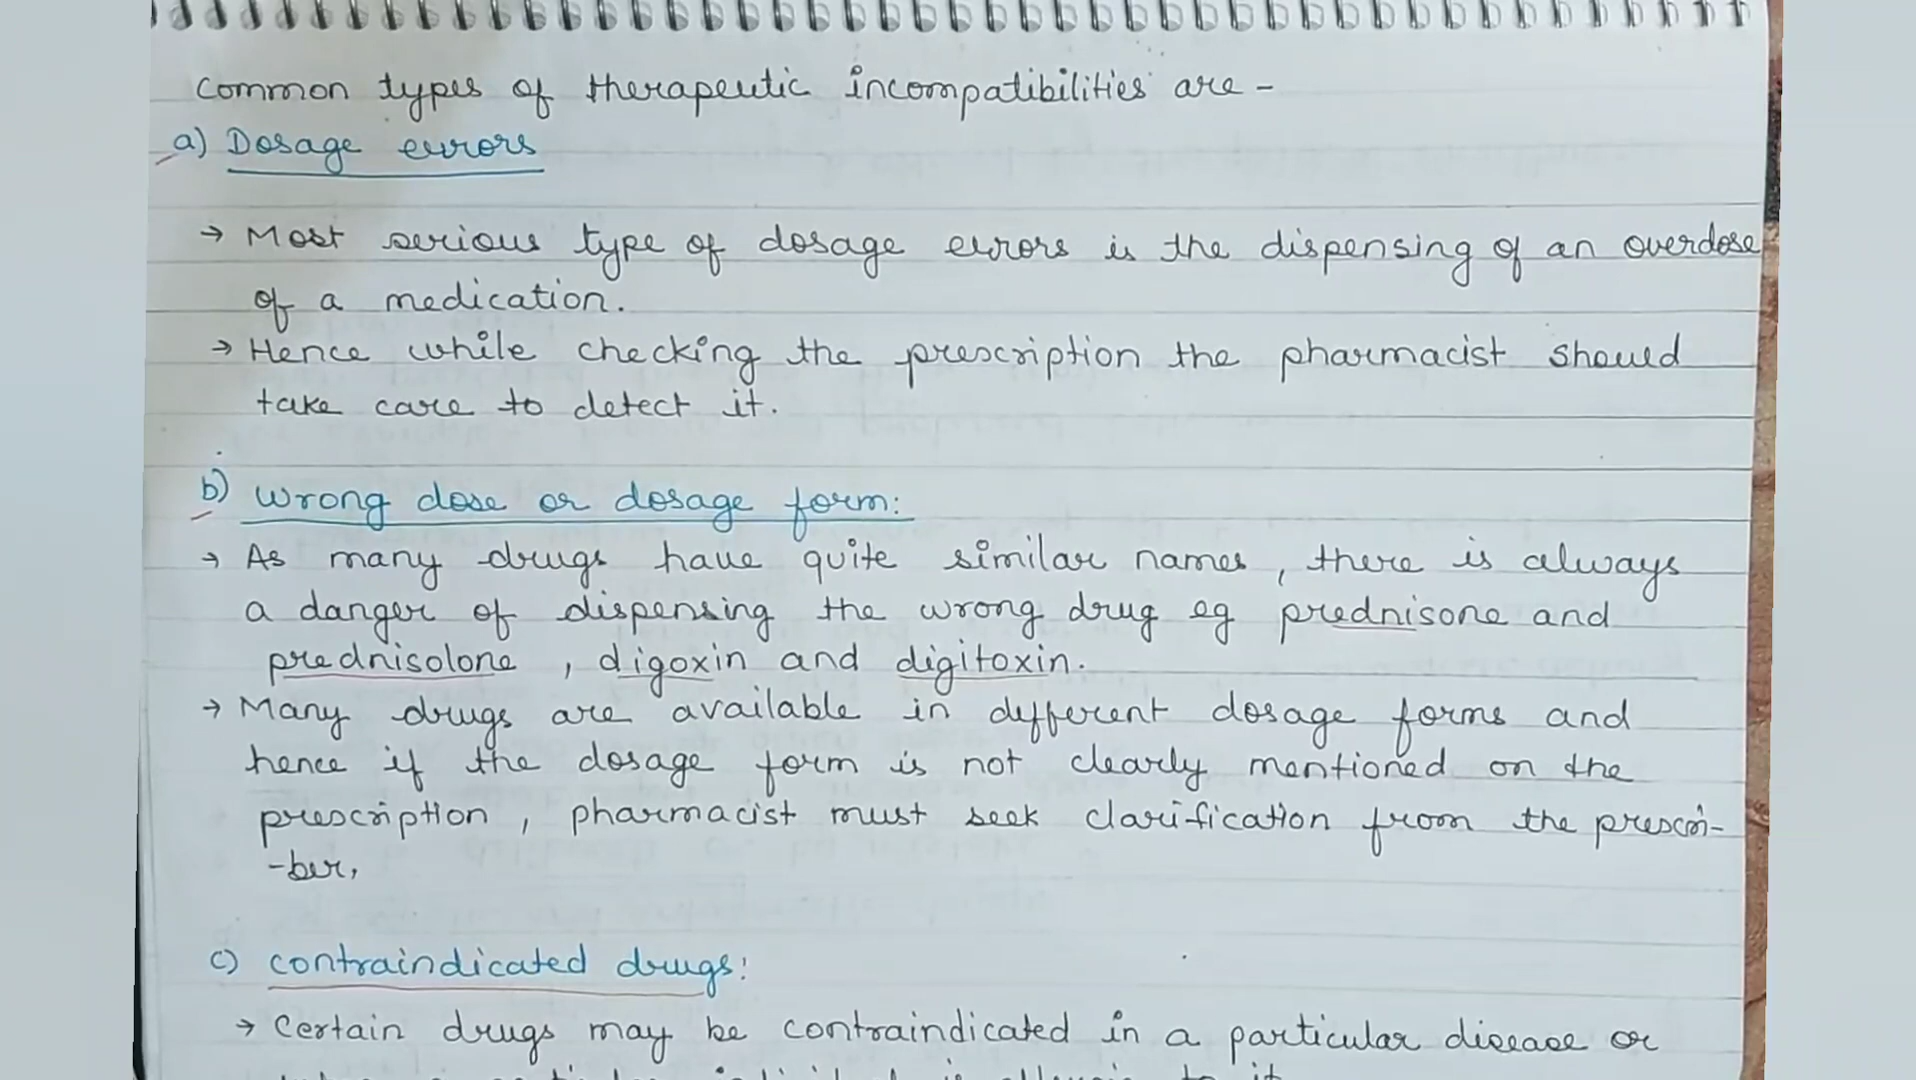 Common types of therapeutic incompatibilities are -
a) Dosage errors
→ Most serious type of dosage errors is the dispensing of an overdose
of a medication.
→ Hence while checking the prescription the pharmacist should
take care to detect it.
b) Wrong dose or dosage form:
→ As many drugs have quite similar names, there is always
a danger of dispensing the wrong drug eg prednisone and
prednisolone, digoxin and digitoxin.
→ Many drugs are available in different dosage forms and
hence if the dosage form is not clearly mentioned on the
prescription, pharmacist must seek clarification from the prescri-
-ber,
c) contraindicated drugs:
→ Certain drugs may be contraindicated in a particular disease or